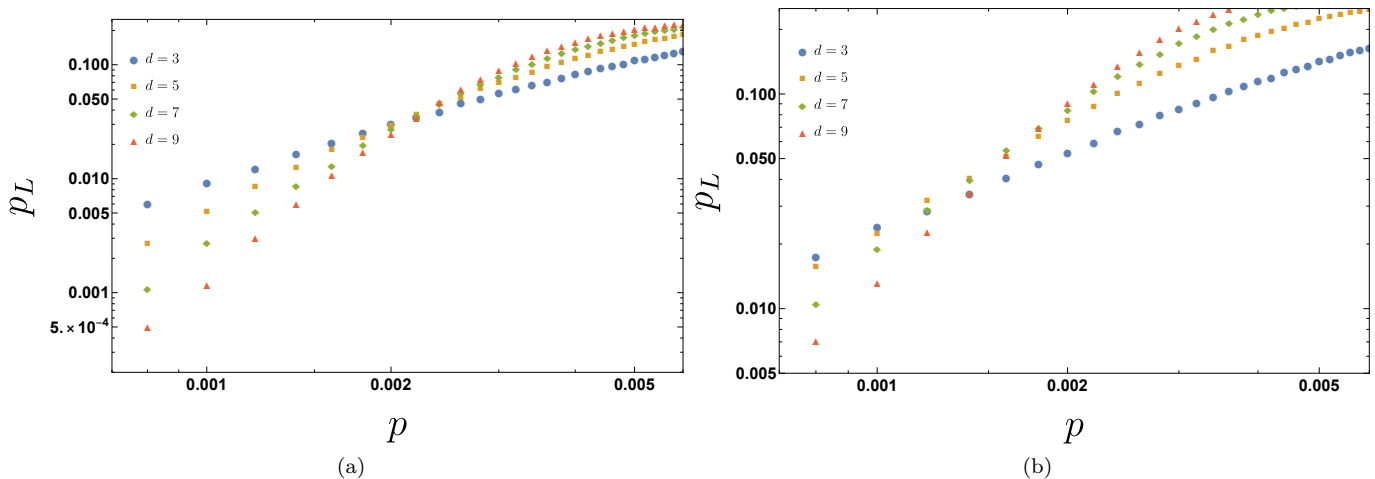 d = 3
d = 5
d = 7
d = 9
0.100
0.050
0.010
0.005
0.001
5. × 10⁻⁴
p_L
0.001 0.002 0.005
p
(a)
d = 3
d = 5
d = 7
d = 9
0.100
0.050
0.010
0.005
p_L
0.001 0.002 0.005
p
(b)